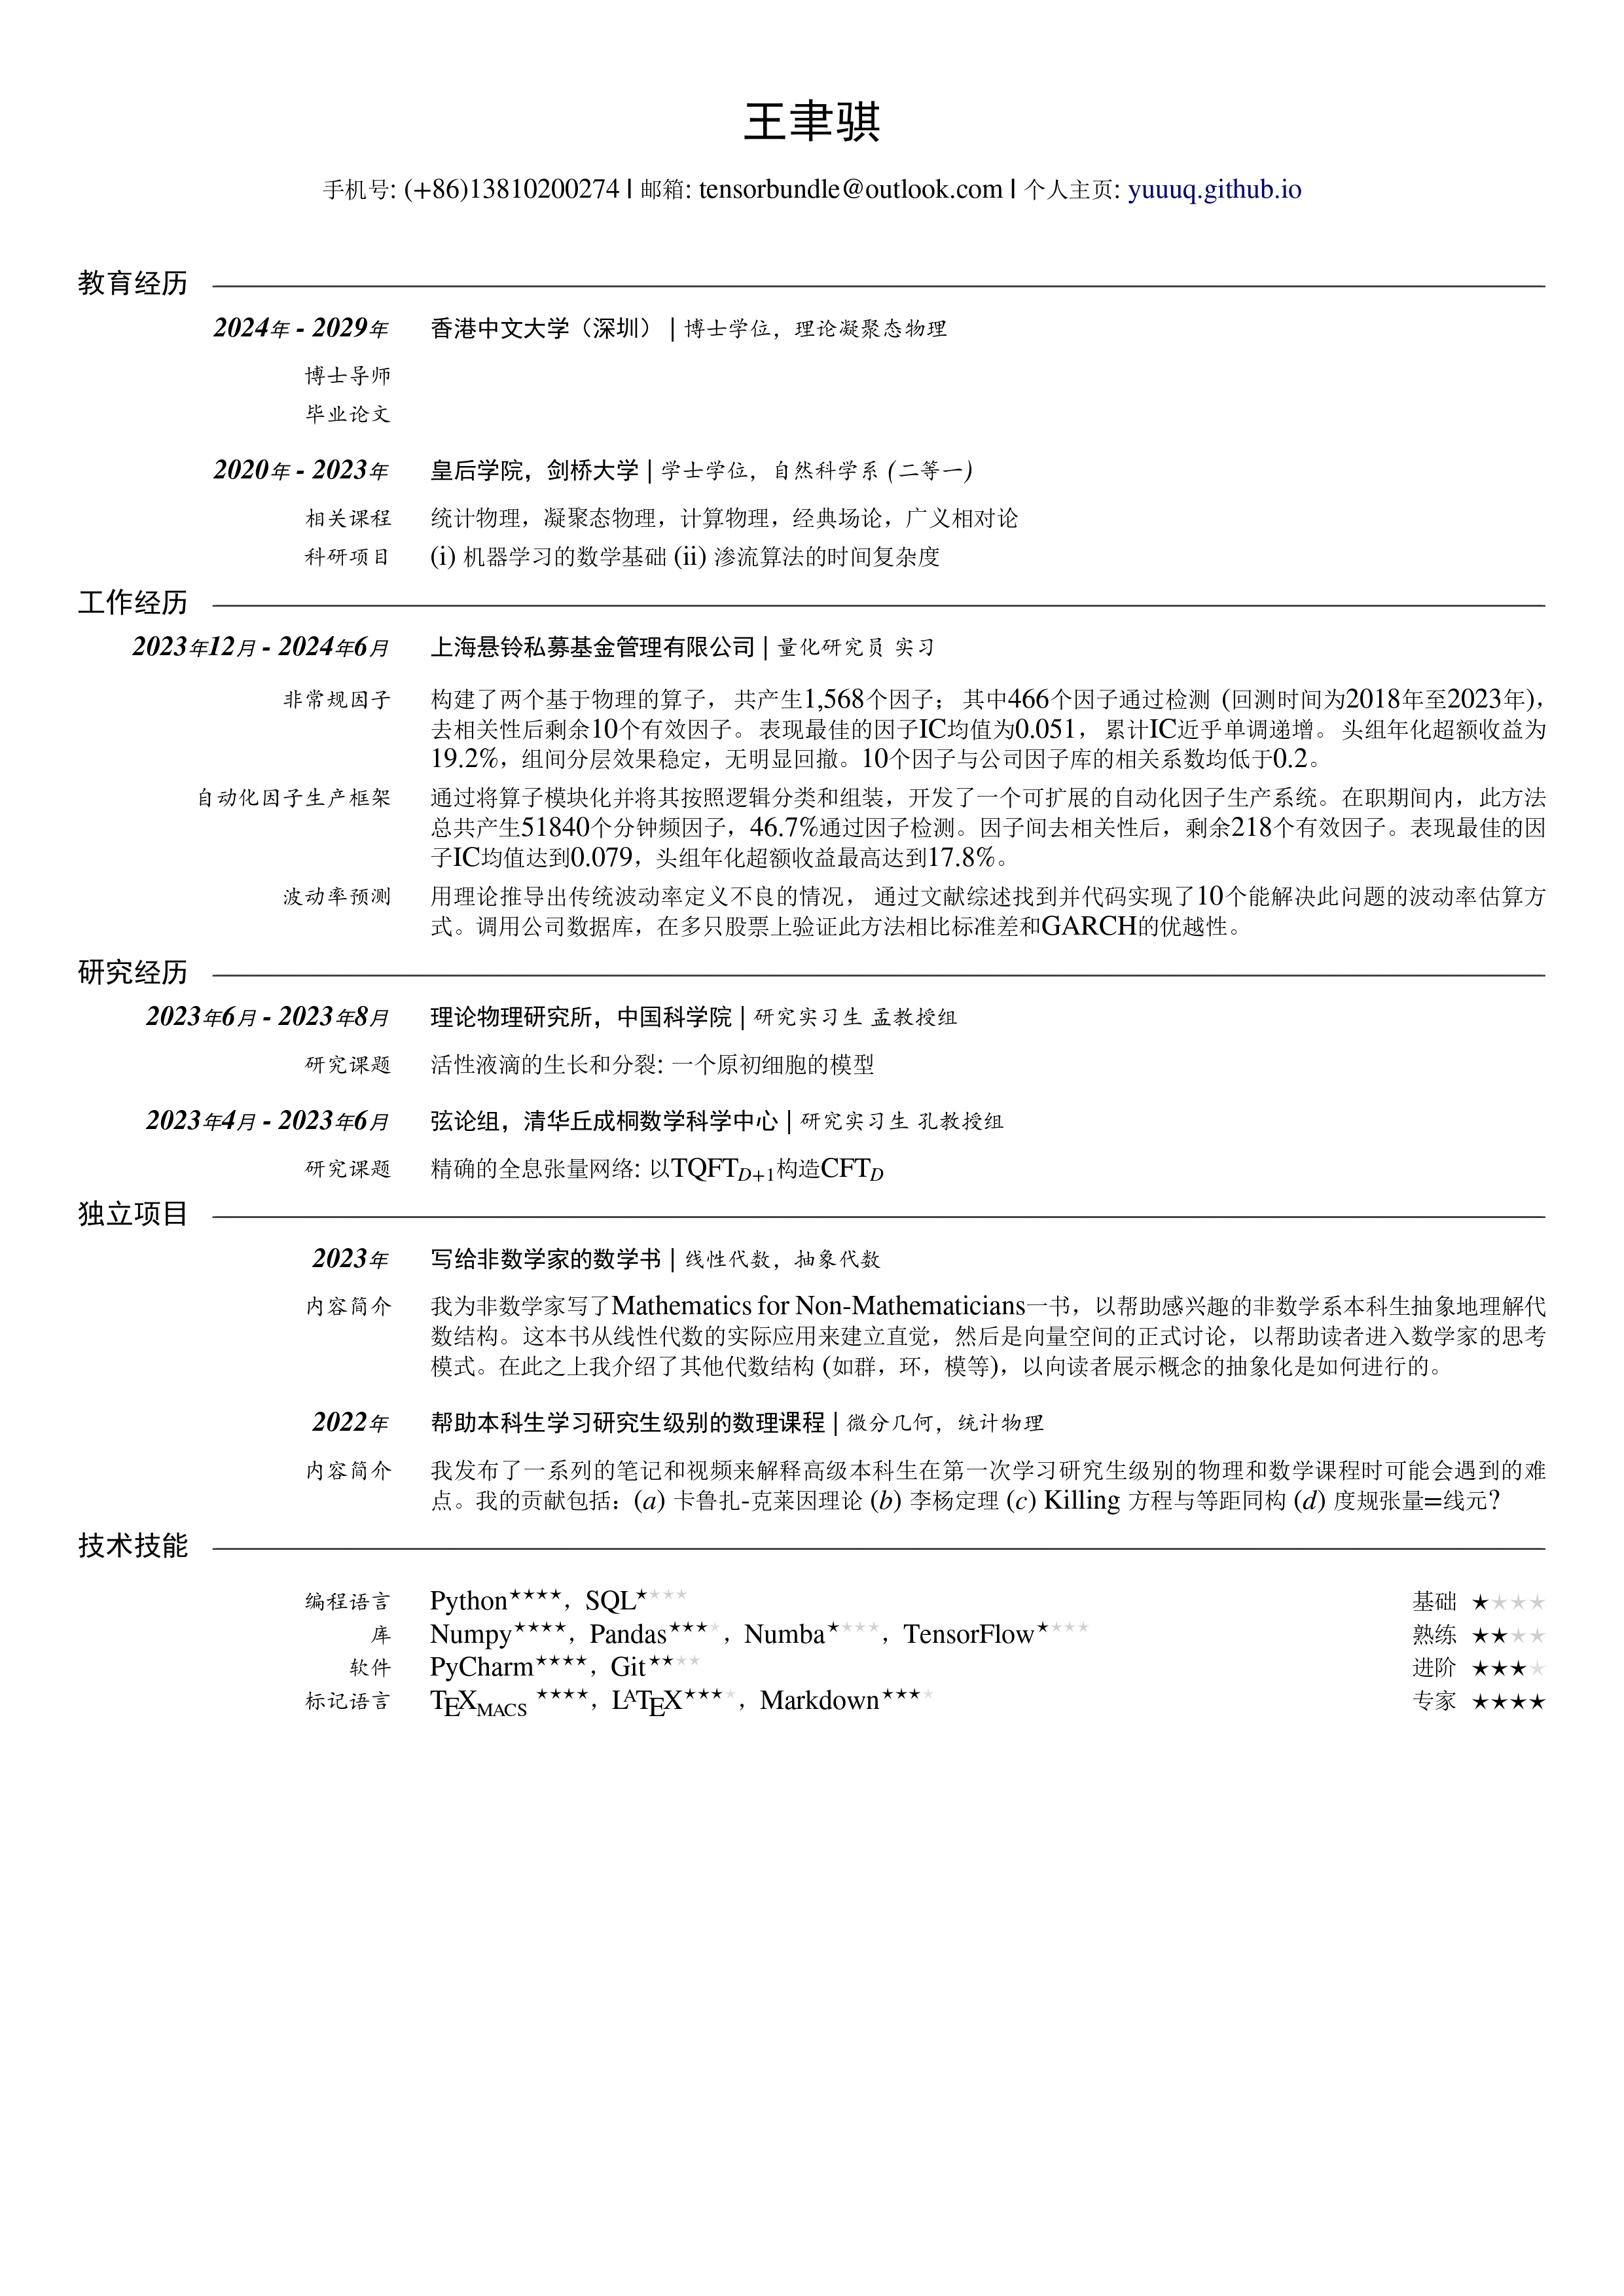 王聿骐
手机号: (+86)13810200274 | 邮箱: tensorbundle@outlook.com | 个人主页: yuuuq.github.io
教育经历
2024年 - 2029年 香港中文大学（深圳） | 博士学位，理论凝聚态物理
博士导师
毕业论文
2020年 - 2023年 皇后学院，剑桥大学 | 学士学位，自然科学系 (二等一)
相关课程 统计物理，凝聚态物理，计算物理，经典场论，广义相对论
科研项目 (i) 机器学习的数学基础 (ii) 渗流算法的时间复杂度
工作经历
2023年12月 - 2024年6月 上海悬铃私募基金管理有限公司 | 量化研究员 实习
非常规因子 构建了两个基于物理的算子， 共产生1,568个因子； 其中466个因子通过检测 (回测时间为2018年至2023年)，
去相关性后剩余10个有效因子。表现最佳的因子IC均值为0.051， 累计IC近乎单调递增。 头组年化超额收益为
19.2%，组间分层效果稳定，无明显回撤。10个因子与公司因子库的相关系数均低于0.2。
自动化因子生产框架 通过将算子模块化并将其按照逻辑分类和组装，开发了一个可扩展的自动化因子生产系统。在职期间内，此方法
总共产生51840个分钟频因子，46.7%通过因子检测。因子间去相关性后，剩余218个有效因子。表现最佳的因
子IC均值达到0.079，头组年化超额收益最高达到17.8%。
波动率预测 用理论推导出传统波动率定义不良的情况， 通过文献综述找到并代码实现了10个能解决此问题的波动率估算方
式。调用公司数据库，在多只股票上验证此方法相比标准差和GARCH的优越性。
研究经历
2023年6月 - 2023年8月 理论物理研究所，中国科学院 | 研究实习生 孟教授组
研究课题 活性液滴的生长和分裂: 一个原初细胞的模型
2023年4月 - 2023年6月 弦论组，清华丘成桐数学科学中心 | 研究实习生 孔教授组
研究课题 精确的全息张量网络: 以TQFT_{D+1}构造CFT_D
独立项目
2023年 写给非数学家的数学书 | 线性代数，抽象代数
内容简介 我为非数学家写了Mathematics for Non-Mathematicians一书，以帮助感兴趣的非数学系本科生抽象地理解代
数结构。这本书从线性代数的实际应用来建立直觉，然后是向量空间的正式讨论，以帮助读者进入数学家的思考
模式。在此之上我介绍了其他代数结构 (如群，环，模等)，以向读者展示概念的抽象化是如何进行的。
2022年 帮助本科生学习研究生级别的数理课程 | 微分几何，统计物理
内容简介 我发布了一系列的笔记和视频来解释高级本科生在第一次学习研究生级别的物理和数学课程时可能会遇到的难
点。我的贡献包括：(a) 卡鲁扎-克莱因理论 (b) 李杨定理 (c) Killing 方程与等距同构 (d) 度规张量=线元?
技术技能
编程语言 Python★★★★，SQL★★★★ 基础 ★★★★
库 Numpy★★★★，Pandas★★★★，Numba★★★★，TensorFlow★★★★ 熟练 ★★★★
软件 PyCharm★★★★，Git★★★★ 进阶 ★★★★
标记语言 TEXMACS ★★★★，LATEX★★★★，Markdown★★★★ 专家 ★★★★